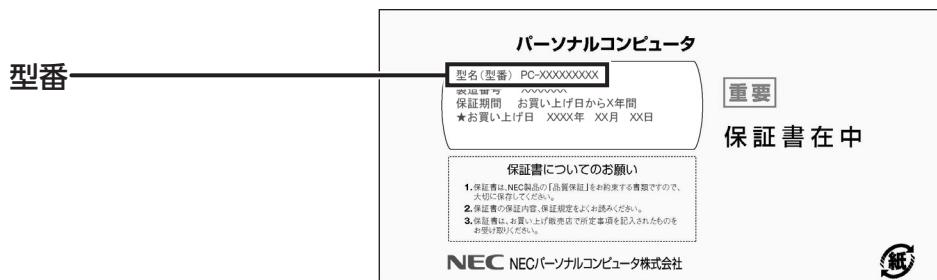 パーソナルコンピュータ
型番
型名(型番) PC-XXXXXXXXX
製造番号 XXXXXXX
保証期間 お買い上げ日からX年間
★お買い上げ日 XXXX年 XX月 XX日
重要
保証書在中
保証書についてのお願い
1.保証書は、NEC製品の「品質保証」をお約束する書類ですので、
大切に保存してください。
2.保証書の保証内容、保証規定をよくお読みください。
3.保証書は、お買い上げ販売店で所定事項を記入されたものを
お受け取りください。
NEC NECパーソナルコンピュータ株式会社
紙